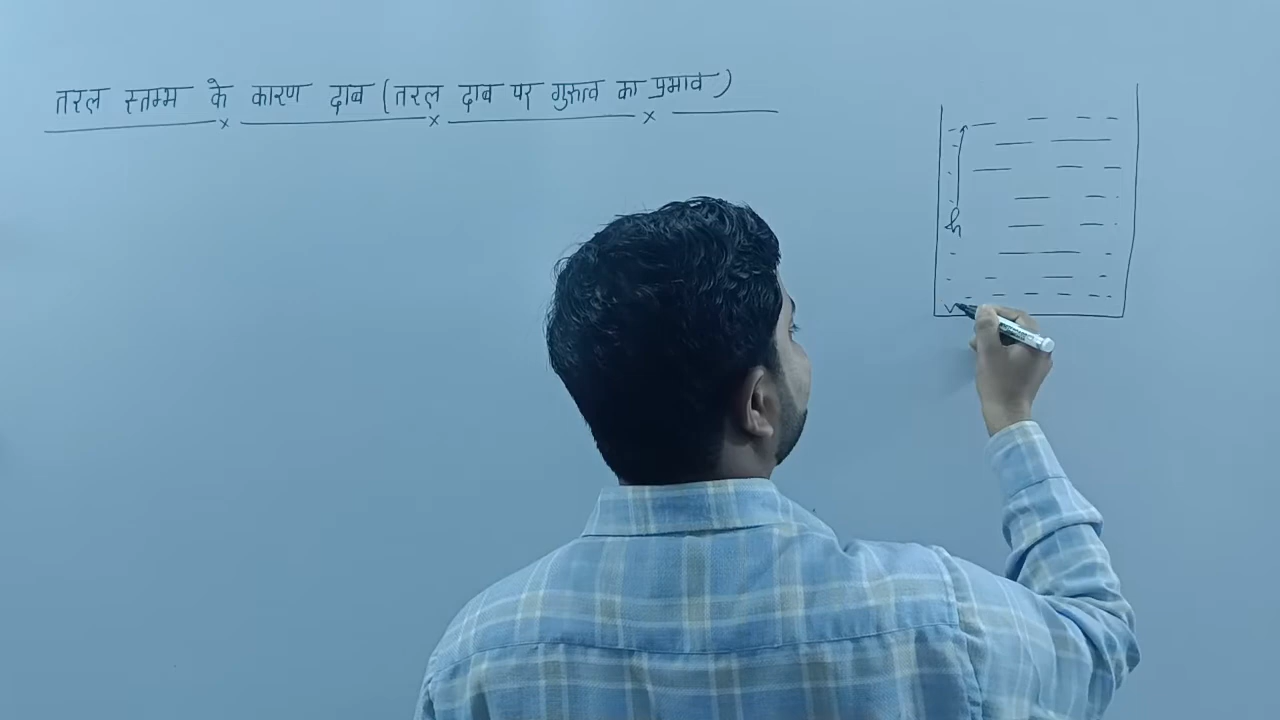 तरल स्तम्भ के कारण दाब (तरल दाब पर गुरुत्व का प्रभाव)
h